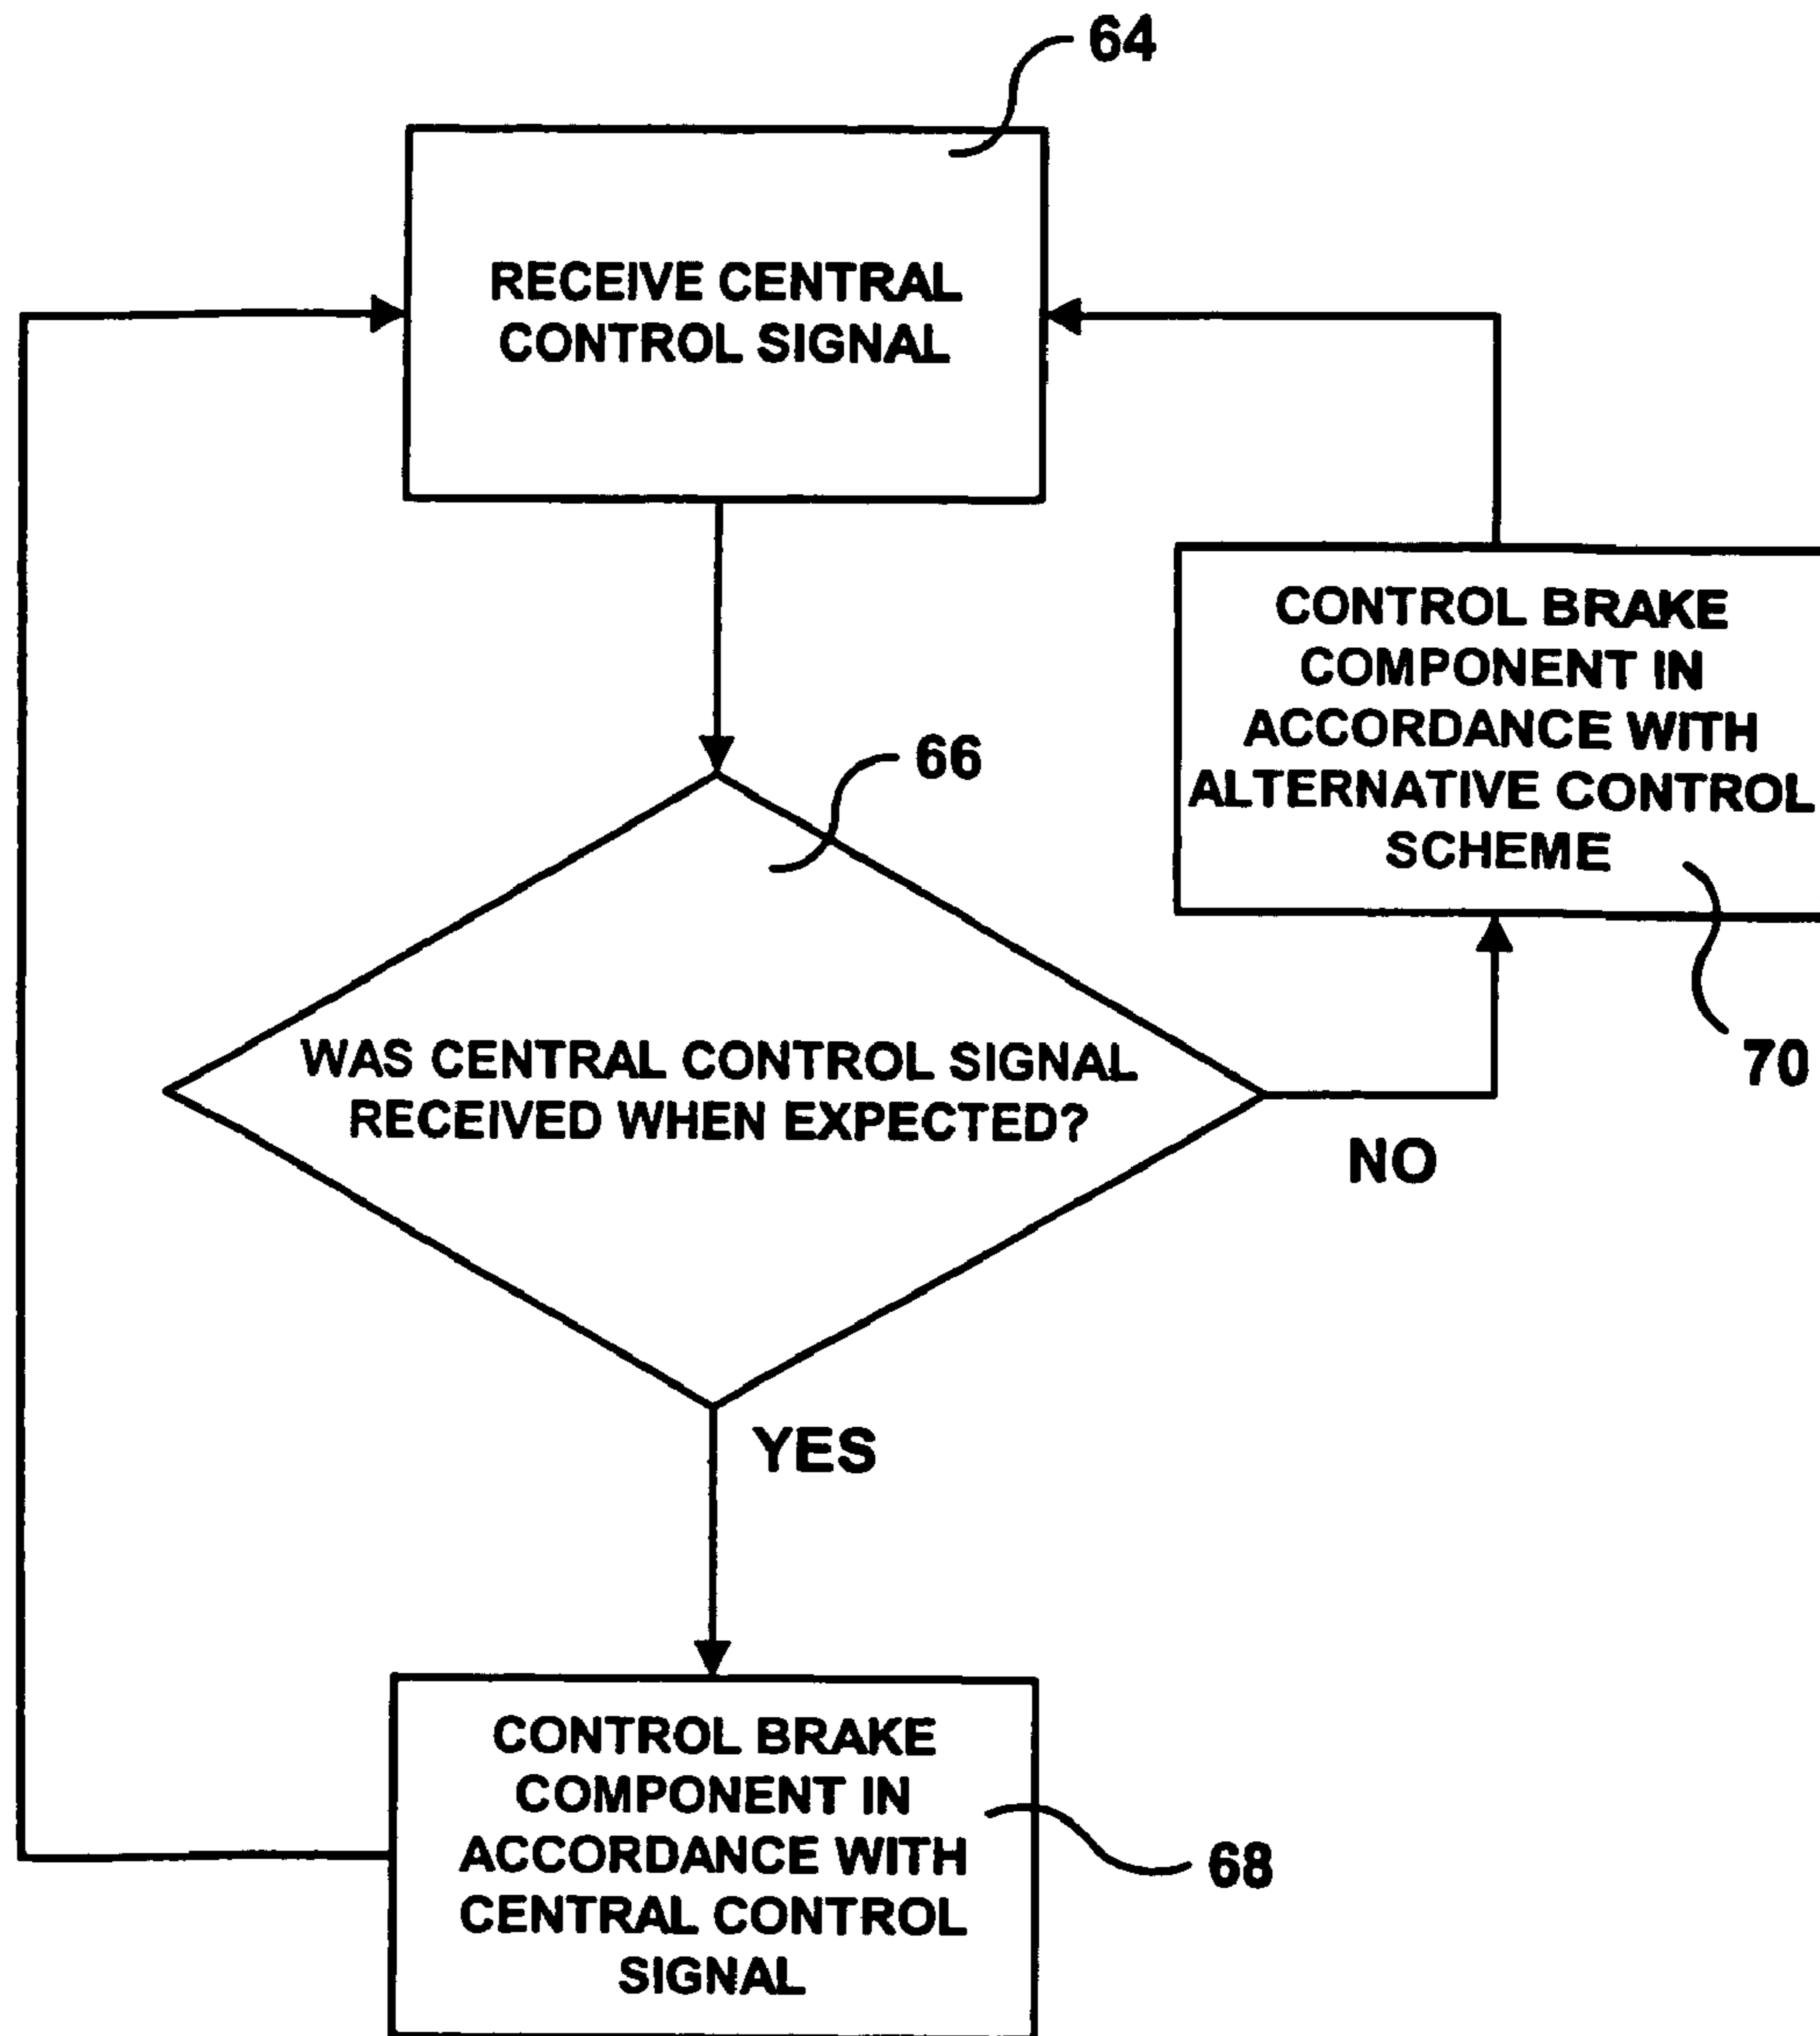 64
RECEIVE CENTRAL
CONTROL SIGNAL
CONTROL BRAKE
COMPONENT IN
ACCORDANCE WITH
ALTERNATIVE CONTROL
SCHEME
70
66
WAS CENTRAL CONTROL SIGNAL
RECEIVED WHEN EXPECTED?
NO
YES
CONTROL BRAKE
COMPONENT IN
ACCORDANCE WITH
CENTRAL CONTROL
SIGNAL
68